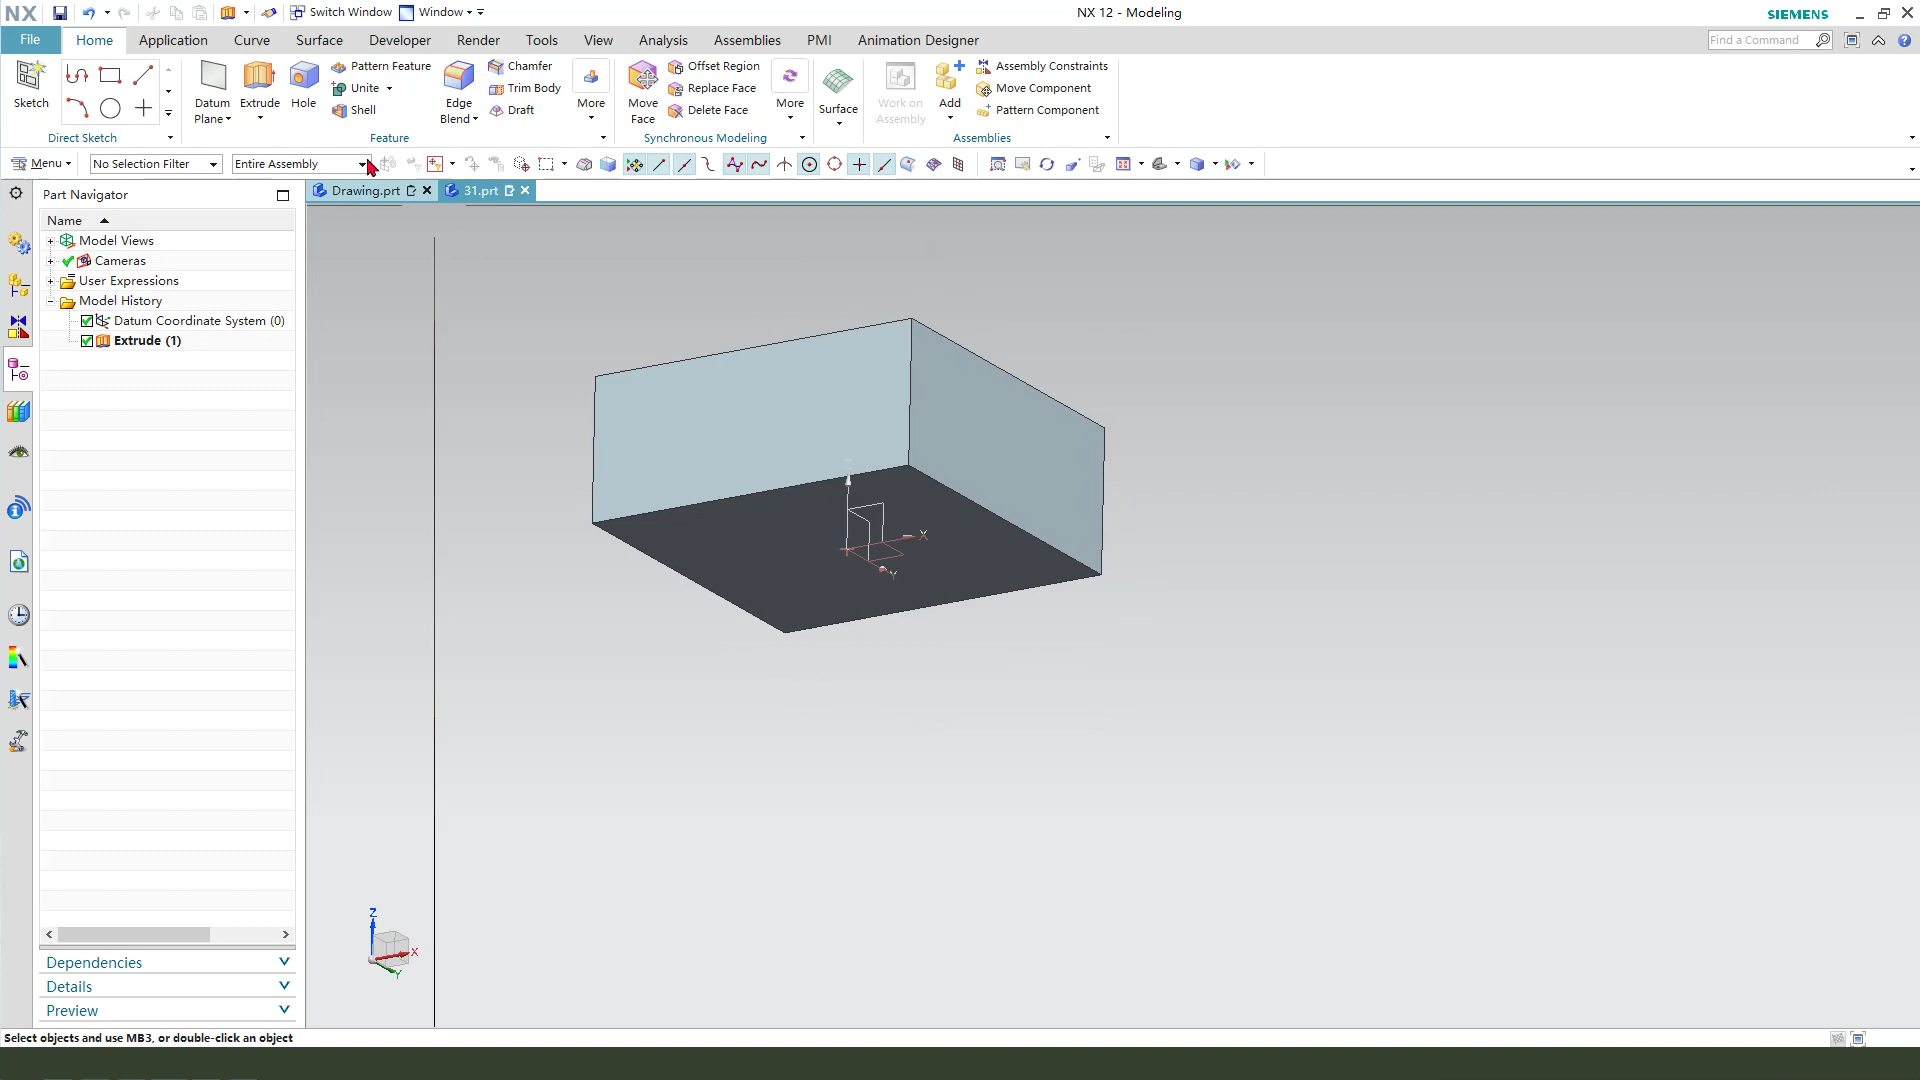 NX
Switch Window
Window
NX 12 - Modeling
SIEMENS
File
Home
Application
Curve
Surface
Developer
Render
Tools
View
Analysis
Assemblies
PMI
Animation Designer
Find a Command
Sketch
Direct Sketch
Datum Plane
Extrude
Hole
Pattern Feature
Unite
Shell
Edge Blend
Chamfer
Trim Body
Draft
More
Feature
Move Face
Offset Region
Replace Face
Delete Face
More
Synchronous Modeling
Surface
Work on Assembly
Add
Assembly Constraints
Move Component
Pattern Component
Assemblies
Menu
No Selection Filter
Entire Assembly
Part Navigator
Drawing.prt
31.prt
Name
Model Views
Cameras
User Expressions
Model History
Datum Coordinate System (0)
Extrude (1)
Z
X
Y
Z
X
Y
Dependencies
Details
Preview
Select objects and use MB3, or double-click an object